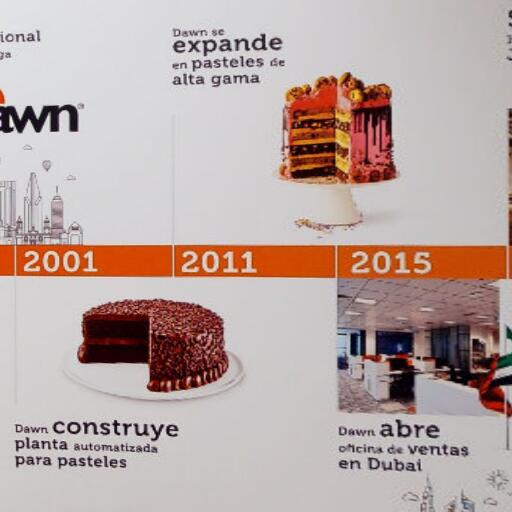 ional
ga
awn
Dawn se
expande
en pasteles de
alta gama
2001
2011
2015
Dawn construye
planta automatizada
para pasteles
Dawn abre
oficina de ventas
en Dubai